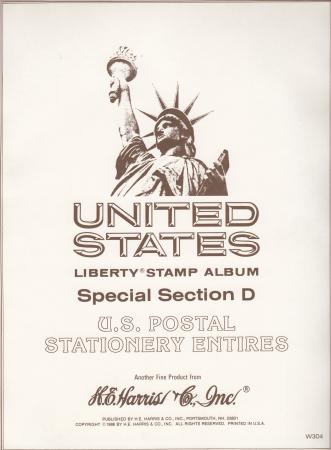 UNITED
STATES
LIBERTY® STAMP ALBUM
Special Section D
U.S. POSTAL
STATIONERY ENTIRES
Another Fine Product from
H.E. Harris & Co., Inc.®
PUBLISHED BY H.E. HARRIS & CO., INC., PORTSMOUTH, NH. 03801
COPYRIGHT © 1988 BY H.E. HARRIS & CO., INC. ALL RIGHTS RESERVED. PRINTED IN U.S.A.
W304